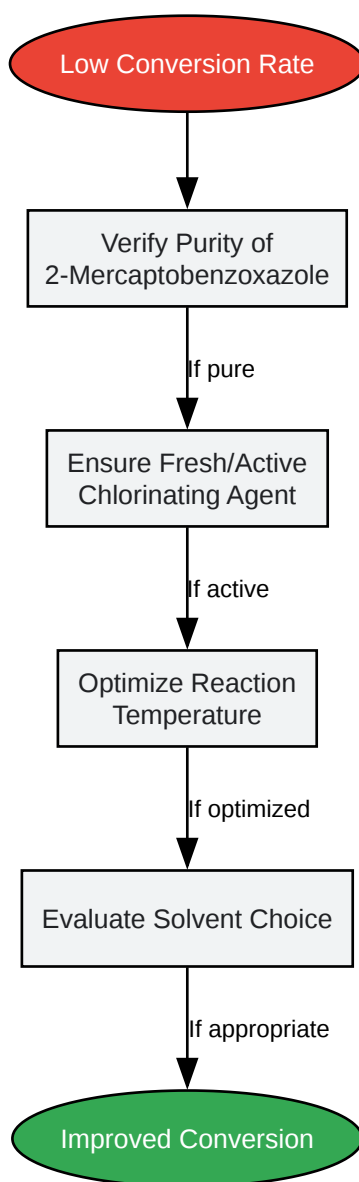 Low Conversion Rate
Verify Purity of
2-Mercaptobenzoxazole
If pure
Ensure Fresh/Active
Chlorinating Agent
If active
Optimize Reaction
Temperature
If optimized
Evaluate Solvent Choice
If appropriate
Improved Conversion